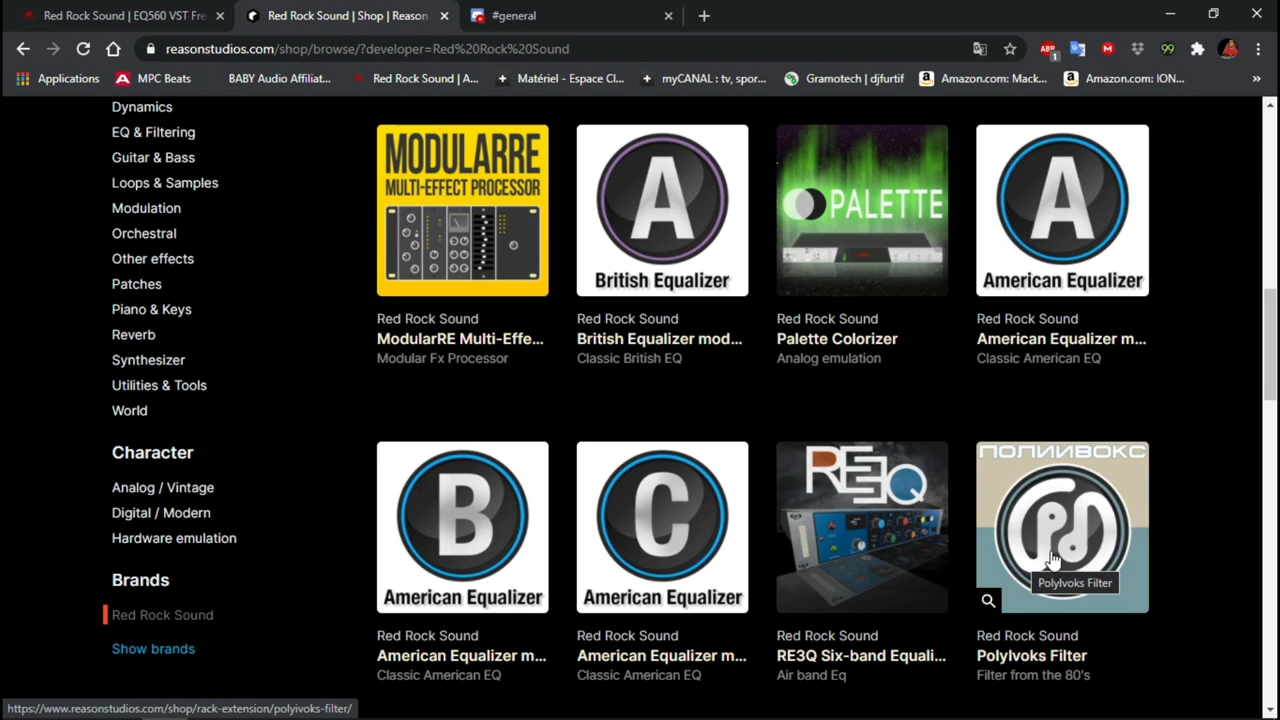 Red Rock Sound | EQ560 VST Fre
Red Rock Sound | Shop | Reason
#general
reasonstudios.com/shop/browse/?developer=Red%20Rock%20Sound
Applications
MPC Beats
BABY Audio Affiliat...
Red Rock Sound | A...
Matériel - Espace Cl...
myCANAL : tv, spor...
Gramotech | djfurtif
Amazon.com: Mack...
Amazon.com: ION...
»
Dynamics
EQ & Filtering
Guitar & Bass
Loops & Samples
Modulation
Orchestral
Other effects
Patches
Piano & Keys
Reverb
Synthesizer
Utilities & Tools
World
Character
Analog / Vintage
Digital / Modern
Hardware emulation
Brands
Red Rock Sound
Show brands
MODULARRE
MULTI-EFFECT PROCESSOR
Red Rock Sound
ModularRE Multi-Effe...
Modular Fx Processor
A
British Equalizer
Red Rock Sound
British Equalizer mod...
Classic British EQ
PALETTE
Red Rock Sound
Palette Colorizer
Analog emulation
A
American Equalizer
Red Rock Sound
American Equalizer m...
Classic American EQ
B
American Equalizer
Red Rock Sound
American Equalizer m...
Classic American EQ
C
American Equalizer
Red Rock Sound
American Equalizer m...
Classic American EQ
RE3Q
Red Rock Sound
RE3Q Six-band Equali...
Air band Eq
ПОЛИИВОКС
PolyIvoks Filter
Red Rock Sound
PolyIvoks Filter
Filter from the 80's
https://www.reasonstudios.com/shop/rack-extension/polyivoks-filter/